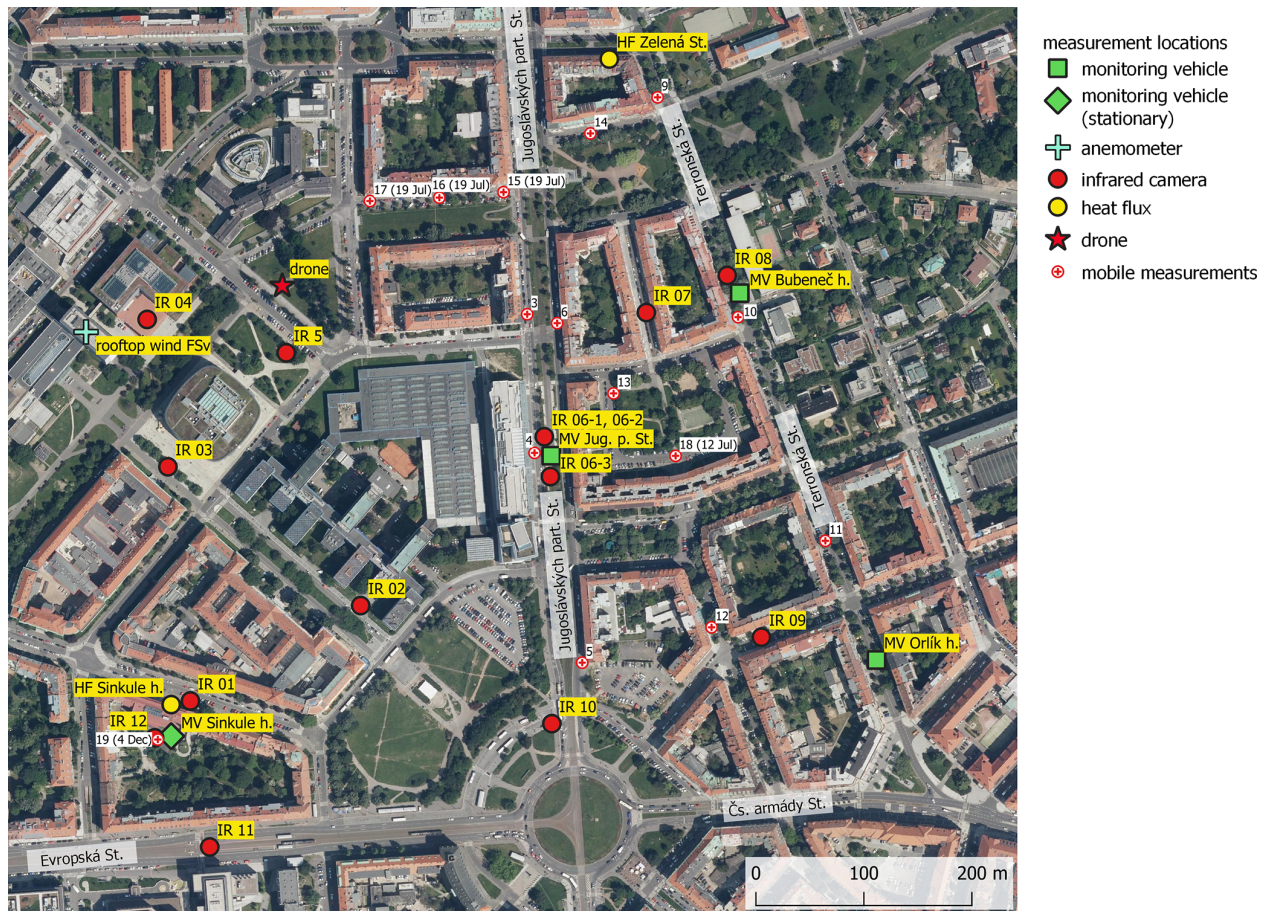 measurement locations
monitoring vehicle
monitoring vehicle
(stationary)
anemometer
infrared camera
heat flux
drone
mobile measurements
Jugoslávských part. St.
HF Zelená St.
9
14
Terronská St.
17 (19 Jul)
16 (19 Jul)
15 (19 Jul)
drone
IR 08
MV Bubeneč h.
10
IR 04
rooftop wind FSv
IR 5
3
6
IR 07
13
IR 06-1, 06-2
MV Jug. p. St.
4
IR 06-3
18 (12 Jul)
Terronská St.
IR 03
Jugoslávských part. St.
11
IR 02
12
IR 09
MV Orlík h.
5
HF Sinkule h.
IR 01
IR 12
MV Sinkule h.
19 (4 Dec)
IR 10
Čs. armády St.
IR 11
Evropská St.
0 100 200 m